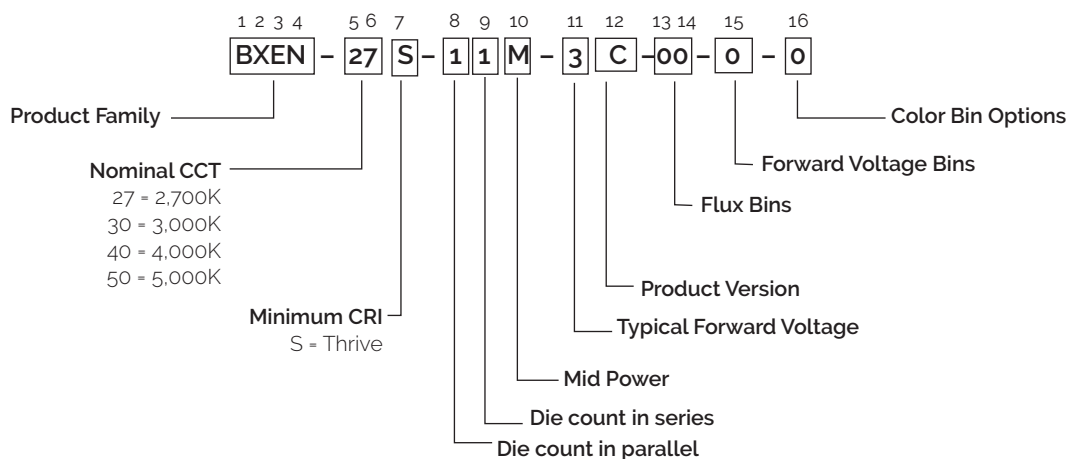 1 2 3 4 5 6 7 8 9 10 11 12 13 14 15 16
BXEN – 27 S – 1 1 M – 3 C –00– 0 – 0
Product Family
Color Bin Options
Nominal CCT
Forward Voltage Bins
27 = 2,700K
30 = 3,000K
Flux Bins
40 = 4,000K
50 = 5,000K
Product Version
Minimum CRI
Typical Forward Voltage
S = Thrive
Mid Power
Die count in series
Die count in parallel